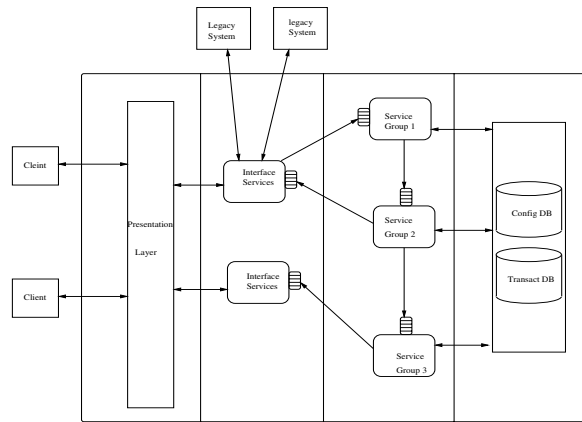 Legacy
System
legacy
System
Service
Group 1
Cleint
Interface
Services
Presentation
Layer
Service
Group 2
Config DB
Interface
Services
Transact DB
Client
Service
Group 3